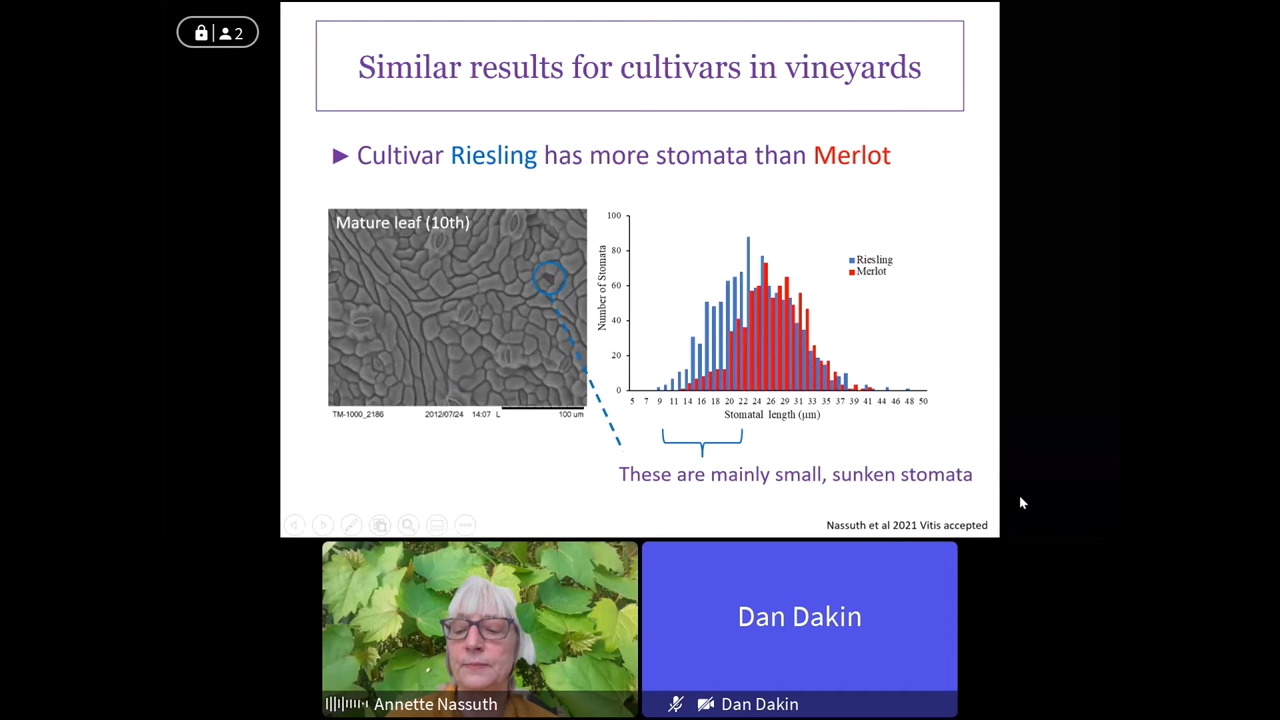 2
Similar results for cultivars in vineyards
► Cultivar Riesling has more stomata than Merlot
Mature leaf (10th)
TM-1000_2186 2012/07/24 14:07 L 100 um
100
80
60
40
20
0
Number of Stomata
Riesling
Merlot
5 7 9 11 14 16 18 20 22 24 26 29 31 33 35 37 39 41 44 46 48 50
Stomatal length (µm)
These are mainly small, sunken stomata
Nassuth et al 2021 Vitis accepted
Dan Dakin
Annette Nassuth
Dan Dakin